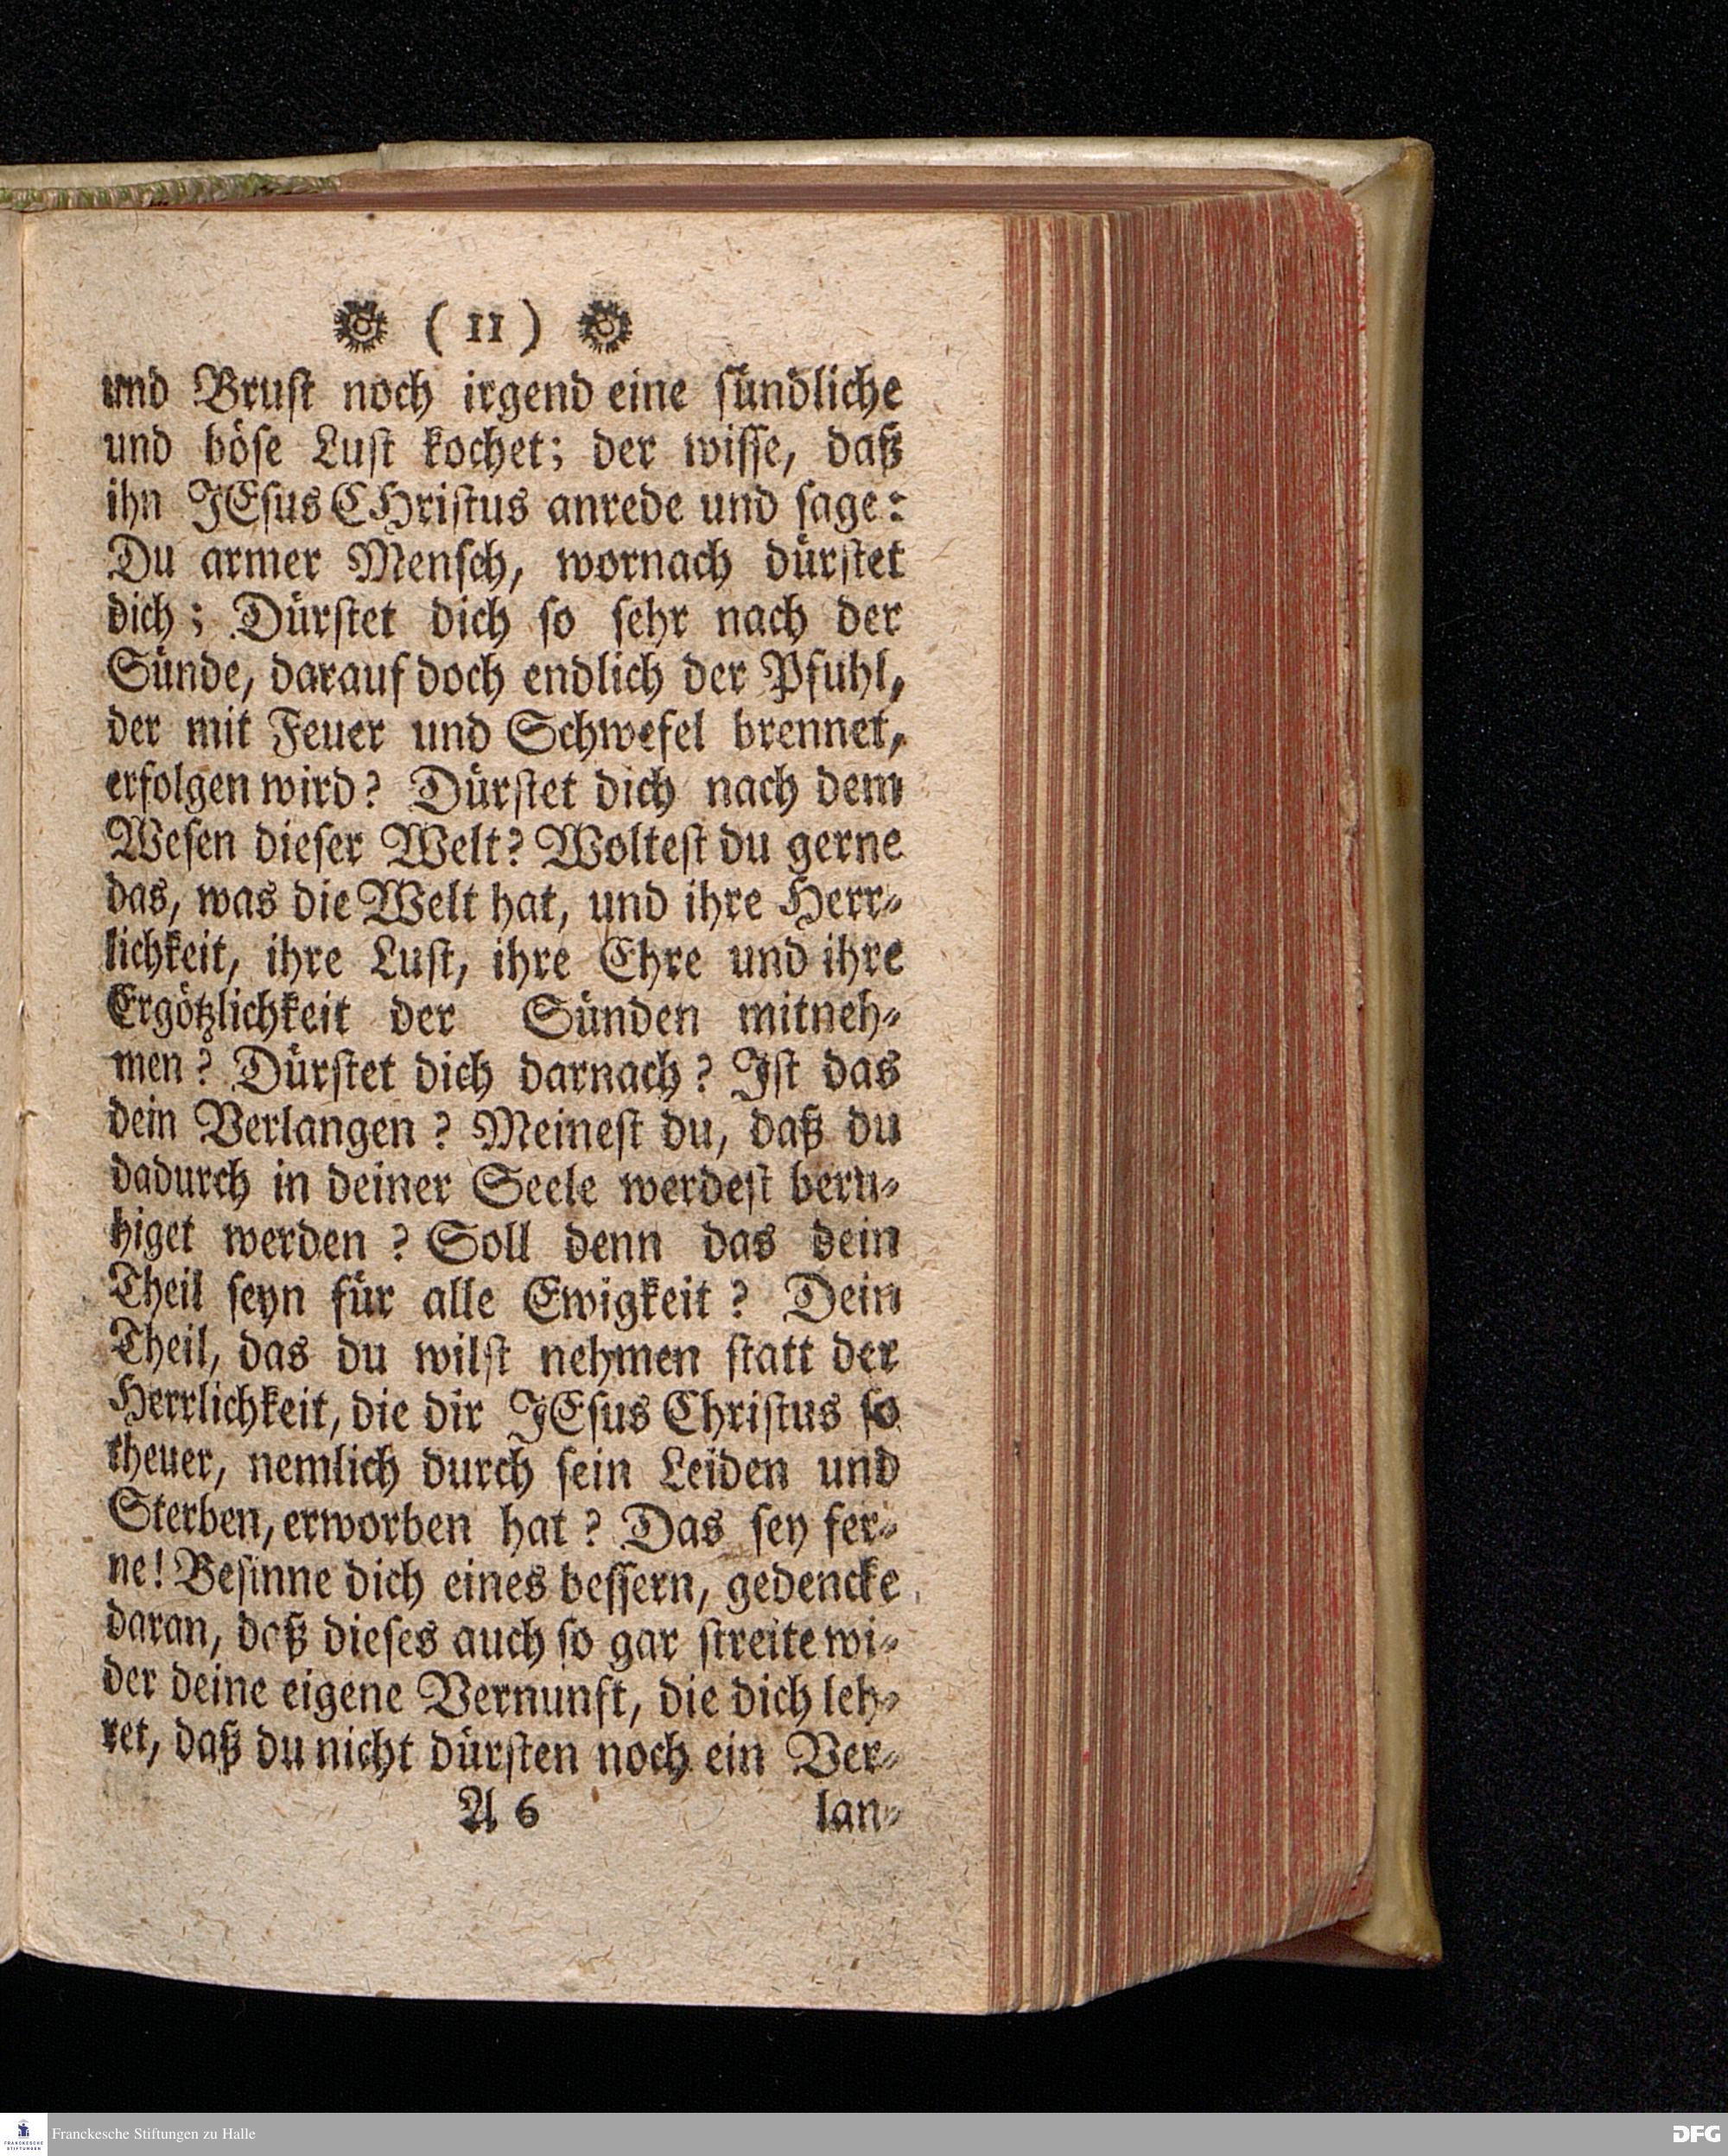 ( 11 )
und Bruſt noch irgend eine ſündliche
und böſe Luſt kochet; der wiſſe, daß
ihn JEſus CHriſtus anrede und ſage:
Du armer Menſch, wornach dürſtet
dich; Dürſtet dich ſo ſehr nach der
Sünde, darauf doch endlich der Pfuhl,
der mit Feuer und Schwefel brennet,
erfolgen wird? Dürſtet dich nach dem
Weſen dieſer Welt? Wolteſt du gerne
das, was die Welt hat, und ihre Herr⸗
lichkeit, ihre Luſt, ihre Ehre und ihre
Ergötzlichkeit der Sünden mitneh⸗
men? Dürſtet dich darnach? Iſt das
dein Verlangen? Meineſt du, daß du
dadurch in deiner Seele werdeſt beru⸗
higet werden? Soll denn das dein
Theil ſeyn für alle Ewigkeit? Dein
Theil, das du wilſt nehmen ſtatt der
Herrlichkeit, die dir JEſus Chriſtus ſo
theuer, nemlich durch ſein Leiden und
Sterben, erworben hat? Das ſey fer⸗
ne! Beſinne dich eines beſſern, gedencke
daran, daß dieſes auch ſo gar ſtreite wi⸗
der deine eigene Vernunft, die dich leh⸗
ret, daß du nicht dürſten noch ein Ver⸗
A 6 lan⸗
FRANCKESCHE STIFTUNGEN
Franckesche Stiftungen zu Halle
DFG